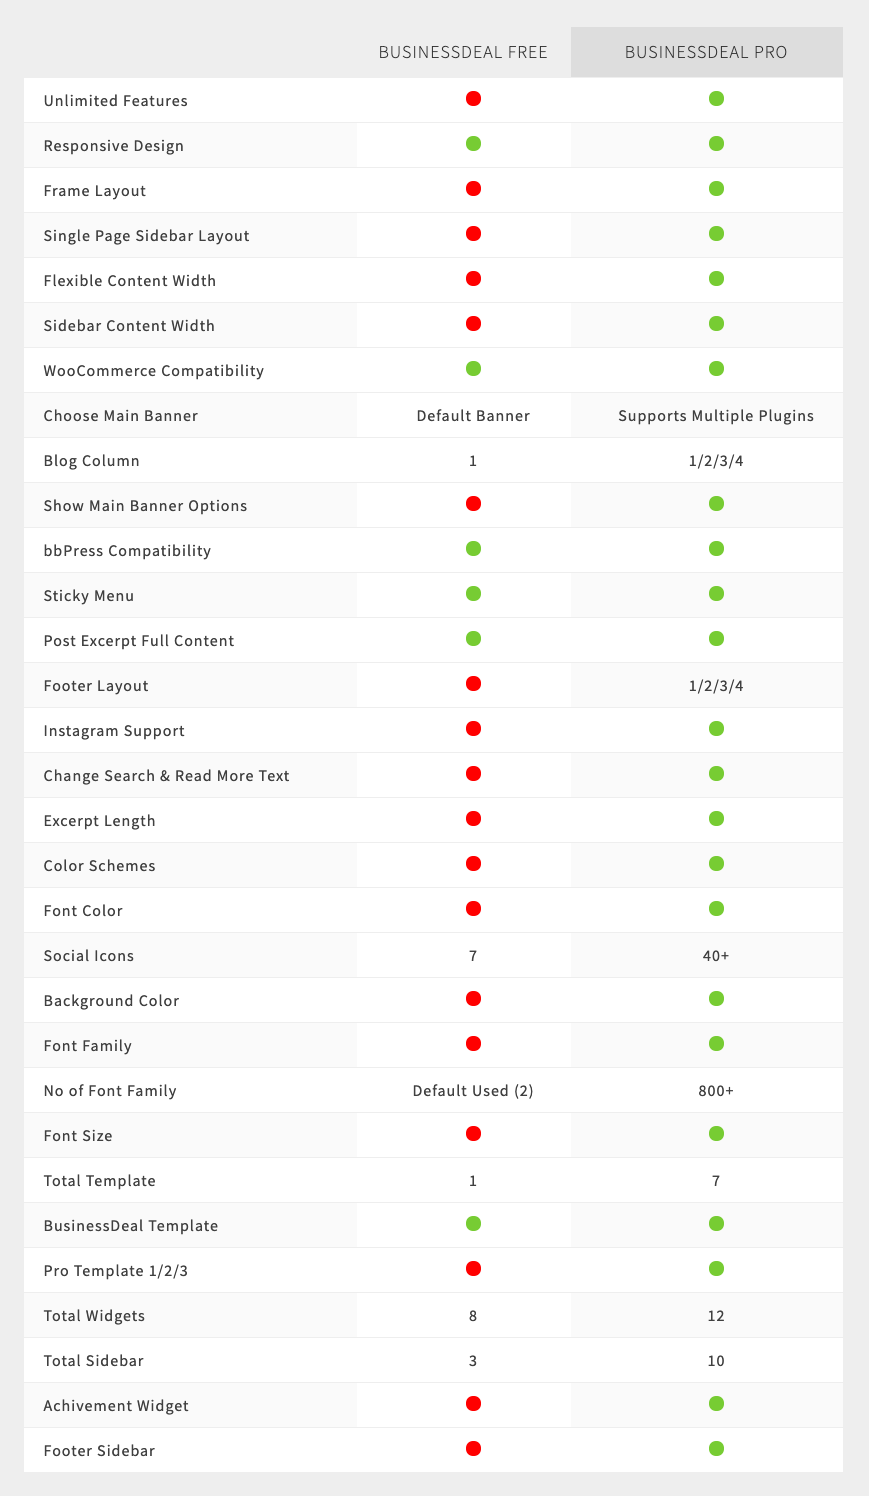 BUSINESSDEAL FREE BUSINESSDEAL PRO
Unlimited Features
Responsive Design
Frame Layout
Single Page Sidebar Layout
Flexible Content Width
Sidebar Content Width
WooCommerce Compatibility
Choose Main Banner Default Banner Supports Multiple Plugins
Blog Column 1 1/2/3/4
Show Main Banner Options
bbPress Compatibility
Sticky Menu
Post Excerpt Full Content
Footer Layout 1/2/3/4
Instagram Support
Change Search & Read More Text
Excerpt Length
Color Schemes
Font Color
Social Icons 7 40+
Background Color
Font Family
No of Font Family Default Used (2) 800+
Font Size
Total Template 1 7
BusinessDeal Template
Pro Template 1/2/3
Total Widgets 8 12
Total Sidebar 3 10
Achivement Widget
Footer Sidebar